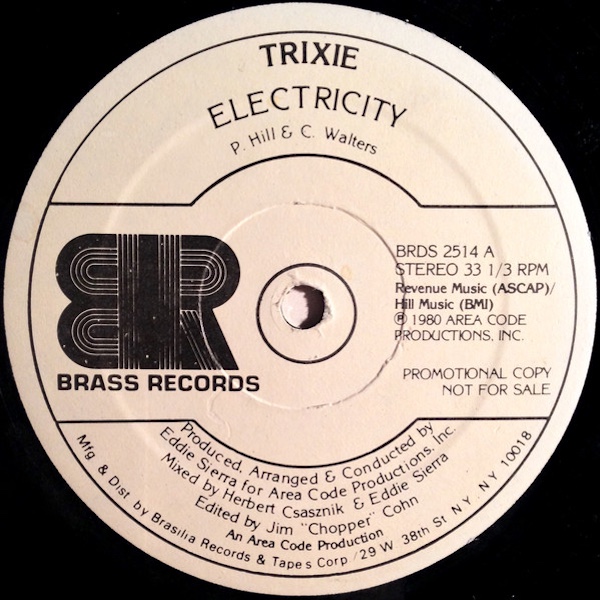 TRIXIE
ELECTRICITY
P. Hill & C. Walters
BR
BRASS RECORDS
BRDS 2514 A
STEREO 33 1/3 RPM
Revenue Music (ASCAP)/
Hill Music (BMI)
℗ 1980 AREA CODE
PRODUCTIONS, INC.
PROMOTIONAL COPY
NOT FOR SALE
Produced, Arranged & Conducted by
Eddie Sierra for Area Code Productions, Inc.
Mixed by Herbert Csasznik & Eddie Sierra
Edited by Jim "Chopper" Cohn
An Area Code Production
Mfg & Dist. by Brasilia Records & Tapes Corp./29 W. 38th St N.Y., N.Y. 10018